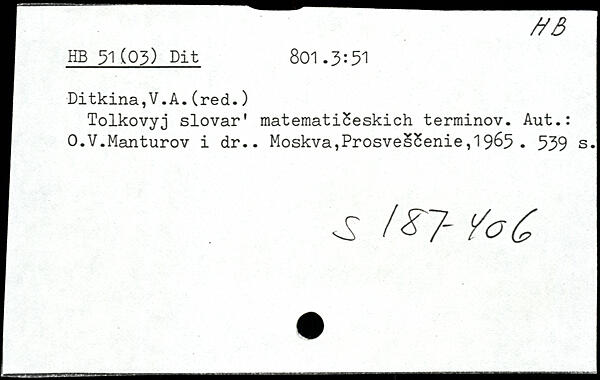 HB
HB 51(03) Dit 801.3:51
Ditkina,V.A.(red.)
Tolkovyj slovar' matematičeskich terminov. Aut.:
O.V.Manturov i dr.. Moskva,Prosveščenie,1965. 539 s.
S 187-406